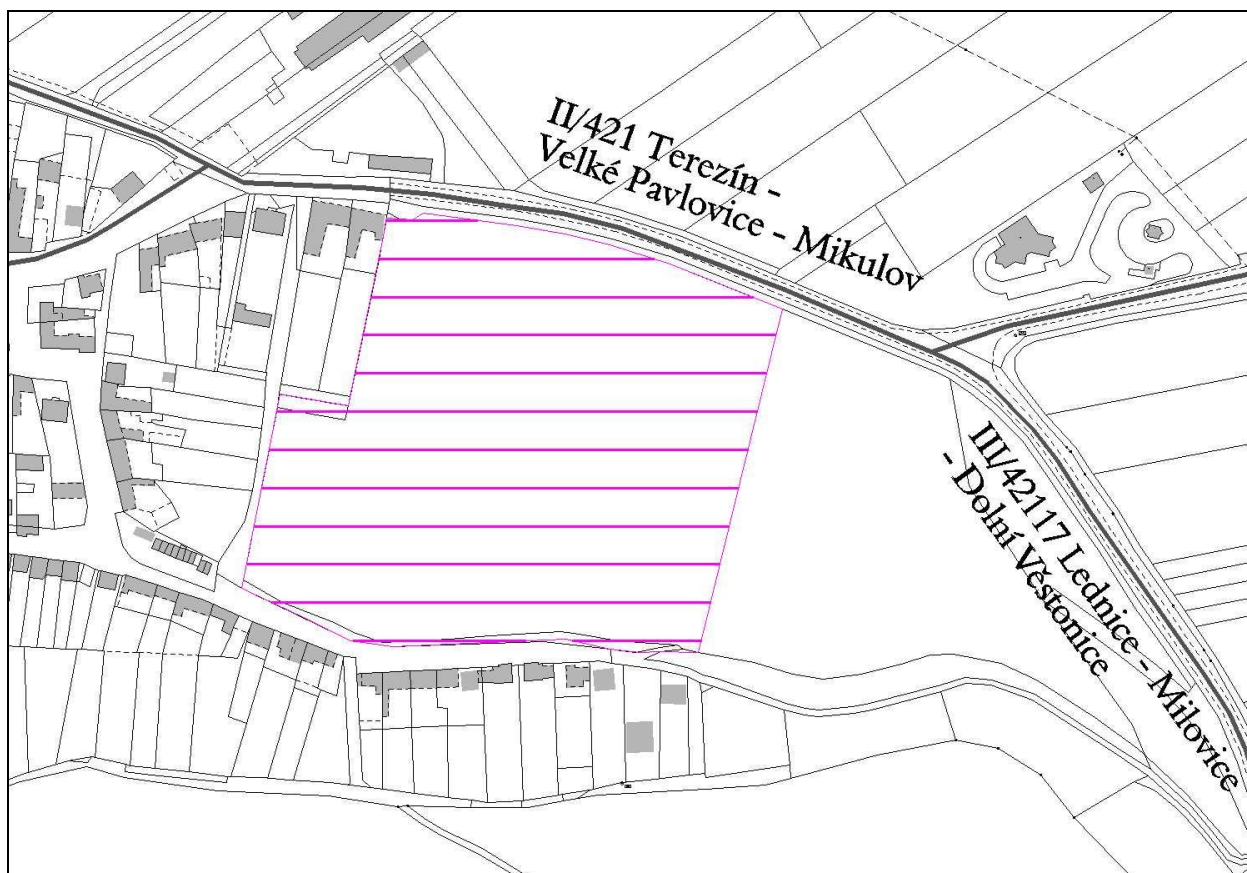 II/421 Terezín -
Velké Pavlovice - Mikulov
III/42117 Lednice - Milovice
- Dolní Věstonice